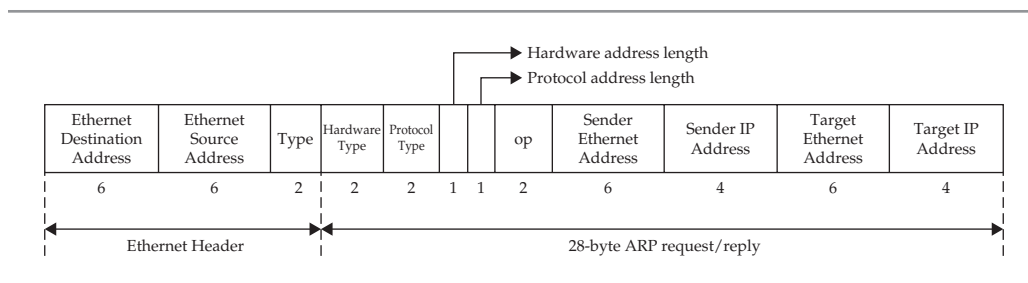 Hardware address length
Protocol address length
Ethernet
Destination
Address
Ethernet
Source
Address
Type
Hardware
Type
Protocol
Type
op
Sender
Ethernet
Address
Sender IP
Address
Target
Ethernet
Address
Target IP
Address
6
6
2
2
2
1
1
2
6
4
6
4
Ethernet Header
28-byte ARP request/reply